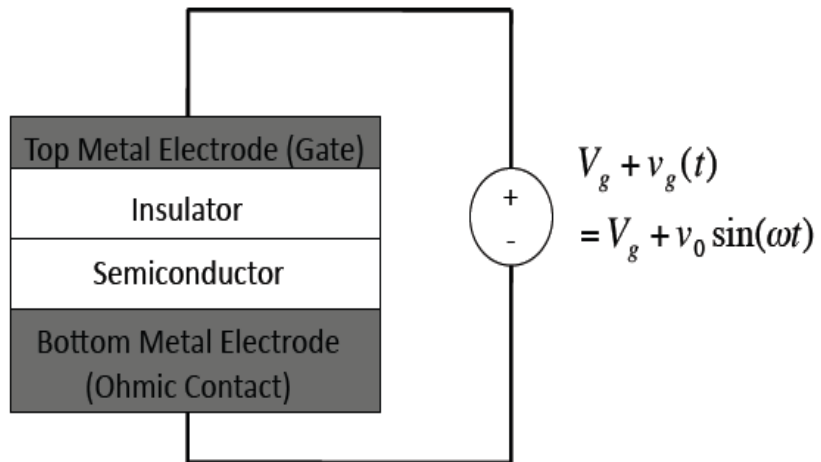 Top Metal Electrode (Gate)
Insulator
Semiconductor
Bottom Metal Electrode
(Ohmic Contact)
+
-
V_g + v_g(t)
= V_g + v_0 sin(ωt)